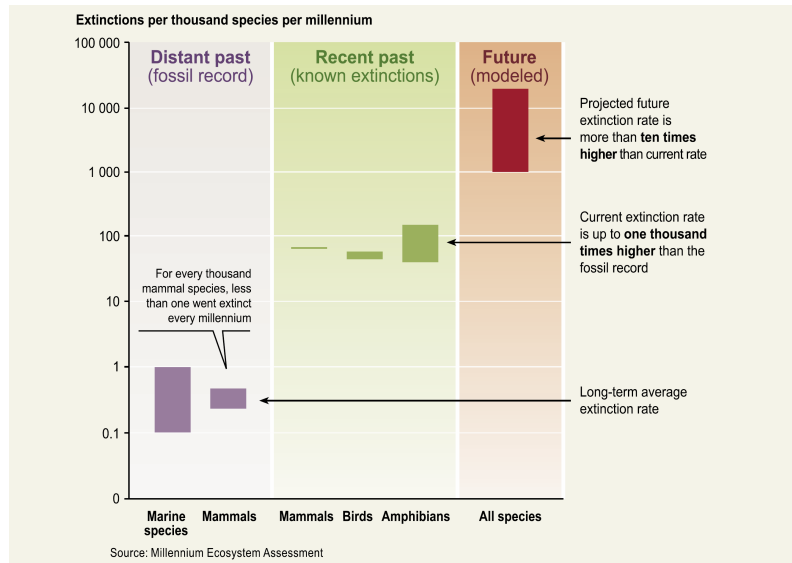 Extinctions per thousand species per millennium
100 000
10 000
1 000
100
10
1
0.1
0
Distant past
(fossil record)
Recent past
(known extinctions)
Future
(modeled)
Projected future
extinction rate is
more than ten times
higher than current rate
Current extinction rate
is up to one thousand
times higher than the
fossil record
For every thousand
mammal species, less
than one went extinct
every millennium
Long-term average
extinction rate
Marine
species
Mammals
Mammals
Birds
Amphibians
All species
Source: Millennium Ecosystem Assessment